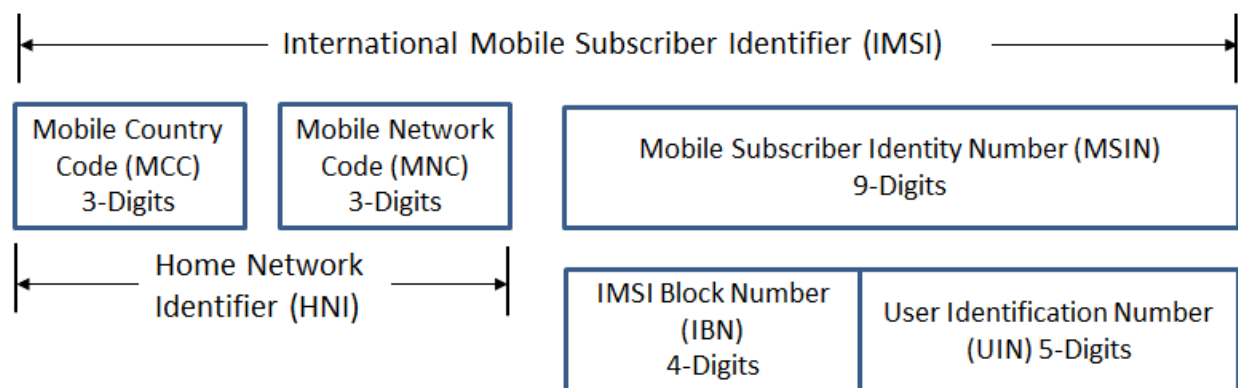 International Mobile Subscriber Identifier (IMSI)
Mobile Country
Code (MCC)
3-Digits
Mobile Network
Code (MNC)
3-Digits
Mobile Subscriber Identity Number (MSIN)
9-Digits
Home Network
Identifier (HNI)
IMSI Block Number
(IBN)
4-Digits
User Identification Number
(UIN) 5-Digits